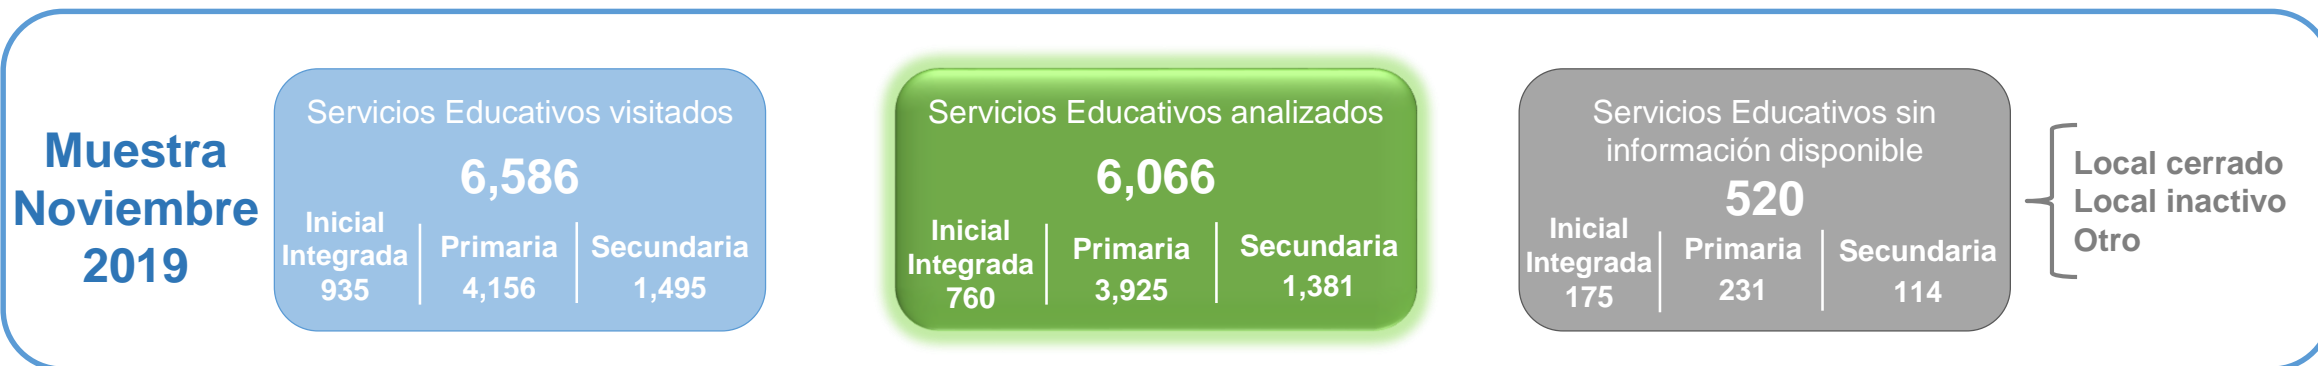 Muestra
Noviembre
2019
Servicios Educativos visitados
6,586
Inicial
Integrada
935
Primaria
4,156
Secundaria
1,495
Servicios Educativos analizados
6,066
Inicial
Integrada
760
Primaria
3,925
Secundaria
1,381
Servicios Educativos sin
información disponible
520
Inicial
Integrada
175
Primaria
231
Secundaria
114
Local cerrado
Local inactivo
Otro